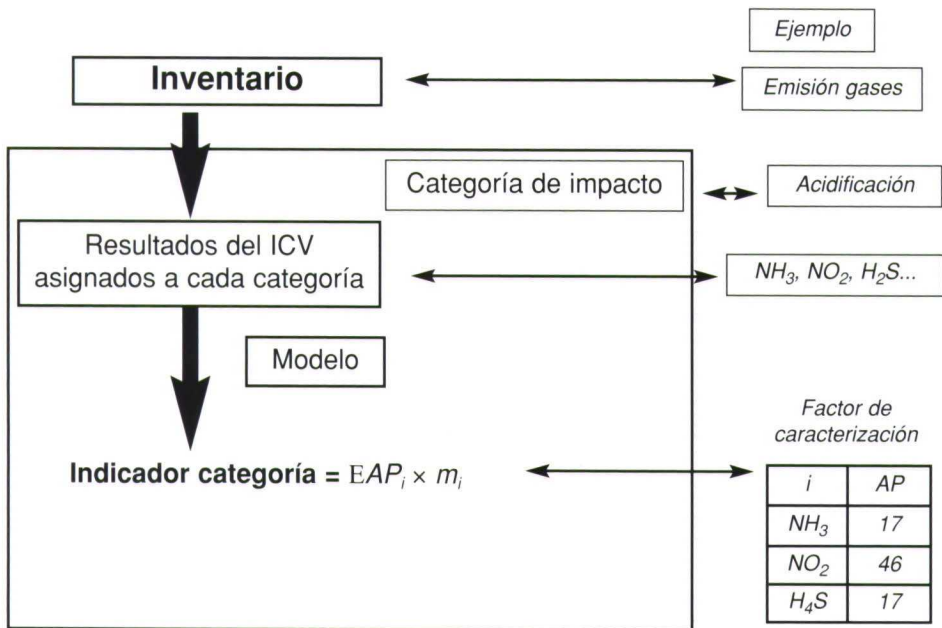 Ejemplo
Inventario
Emisión gases
Categoría de impacto
Acidificación
Resultados del ICV
asignados a cada categoría
NH₃, NO₂, H₂S...
Modelo
Factor de
caracterización
Indicador categoría = EAPᵢ × mᵢ
i AP
NH₃ 17
NO₂ 46
H₄S 17